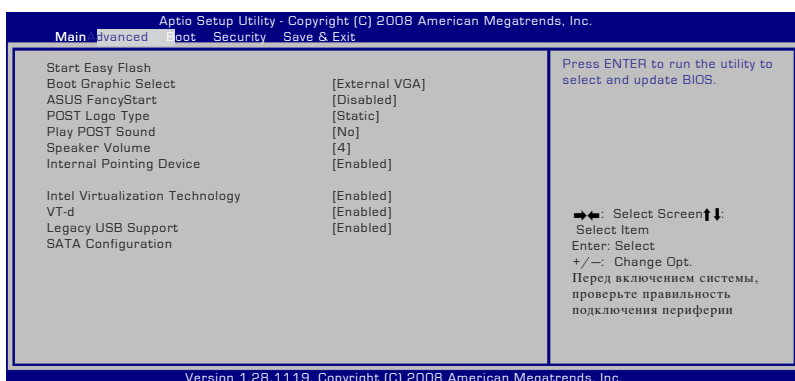 Aptio Setup Utility - Copyright (C) 2008 American Megatrends, Inc.
Main Advanced Boot Security Save & Exit
Start Easy Flash
Boot Graphic Select [External VGA]
ASUS FancyStart [Disabled]
POST Logo Type [Static]
Play POST Sound [No]
Speaker Volume [4]
Internal Pointing Device [Enabled]
Intel Virtualization Technology [Enabled]
VT-d [Enabled]
Legacy USB Support [Enabled]
SATA Configuration
Press ENTER to run the utility to
select and update BIOS.
→←: Select Screen↑↓:
Select Item
Enter: Select
+/—: Change Opt.
Перед включением системы,
проверьте правильность
подключения периферии
Version 1.28.1119. Copyright (C) 2008 American Megatrends, Inc.